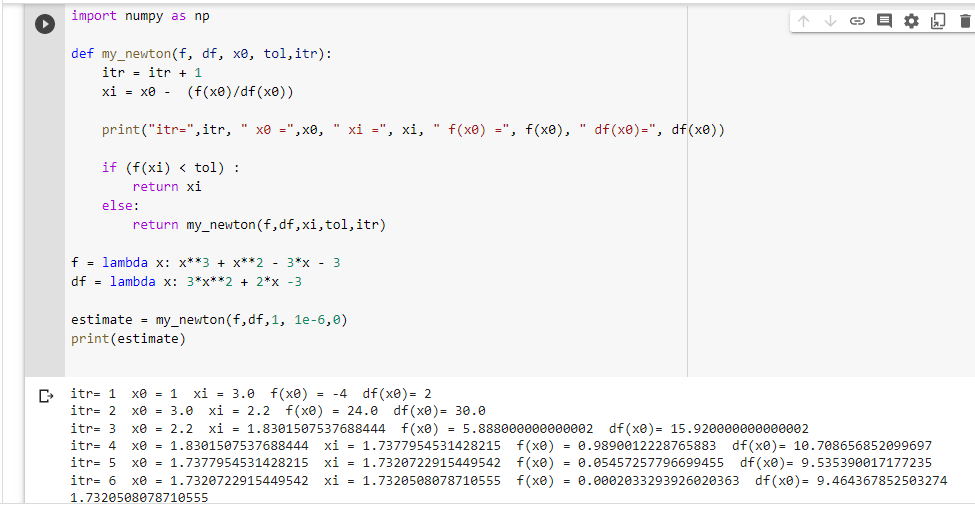 import numpy as np
def my_newton(f, df, x0, tol,itr):
    itr = itr + 1
    xi = x0 -  (f(x0)/df(x0))
    print("itr=",itr, " x0 =",x0, " xi =", xi, " f(x0) =", f(x0), " df(x0)=", df(x0))
    if (f(xi) < tol) :
        return xi
    else:
        return my_newton(f,df,xi,tol,itr)
f = lambda x: x**3 + x**2 - 3*x - 3
df = lambda x: 3*x**2 + 2*x -3
estimate = my_newton(f,df,1, 1e-6,0)
print(estimate)
itr= 1  x0 = 1  xi = 3.0  f(x0) = -4  df(x0)= 2
itr= 2  x0 = 3.0  xi = 2.2  f(x0) = 24.0  df(x0)= 30.0
itr= 3  x0 = 2.2  xi = 1.8301507537688444  f(x0) = 5.888000000000002  df(x0)= 15.920000000000002
itr= 4  x0 = 1.8301507537688444  xi = 1.7377954531428215  f(x0) = 0.9890012228765883  df(x0)= 10.708656852099697
itr= 5  x0 = 1.7377954531428215  xi = 1.7320722915449542  f(x0) = 0.05457257796699455  df(x0)= 9.535390017177235
itr= 6  x0 = 1.7320722915449542  xi = 1.7320508078710555  f(x0) = 0.0002033293926020363  df(x0)= 9.464367852503274
1.7320508078710555